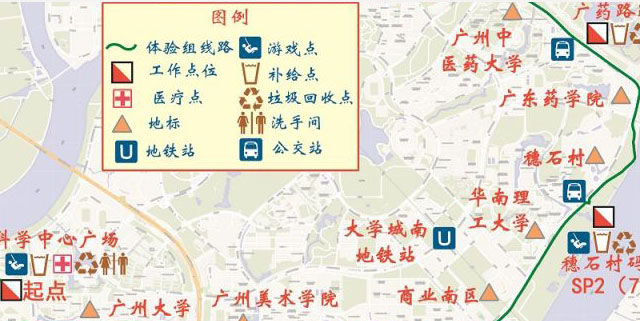 图例
体验组线路
游戏点
工作点位
补给点
医疗点
垃圾回收点
地标
洗手间
地铁站
公交站
广药路
广州中
医药大学
广东药学院
穗石村
华南理
工大学
大学城南
地铁站
科学中心广场
起点
广州大学
广州美术学院
商业南区
穗石村码
SP2（7